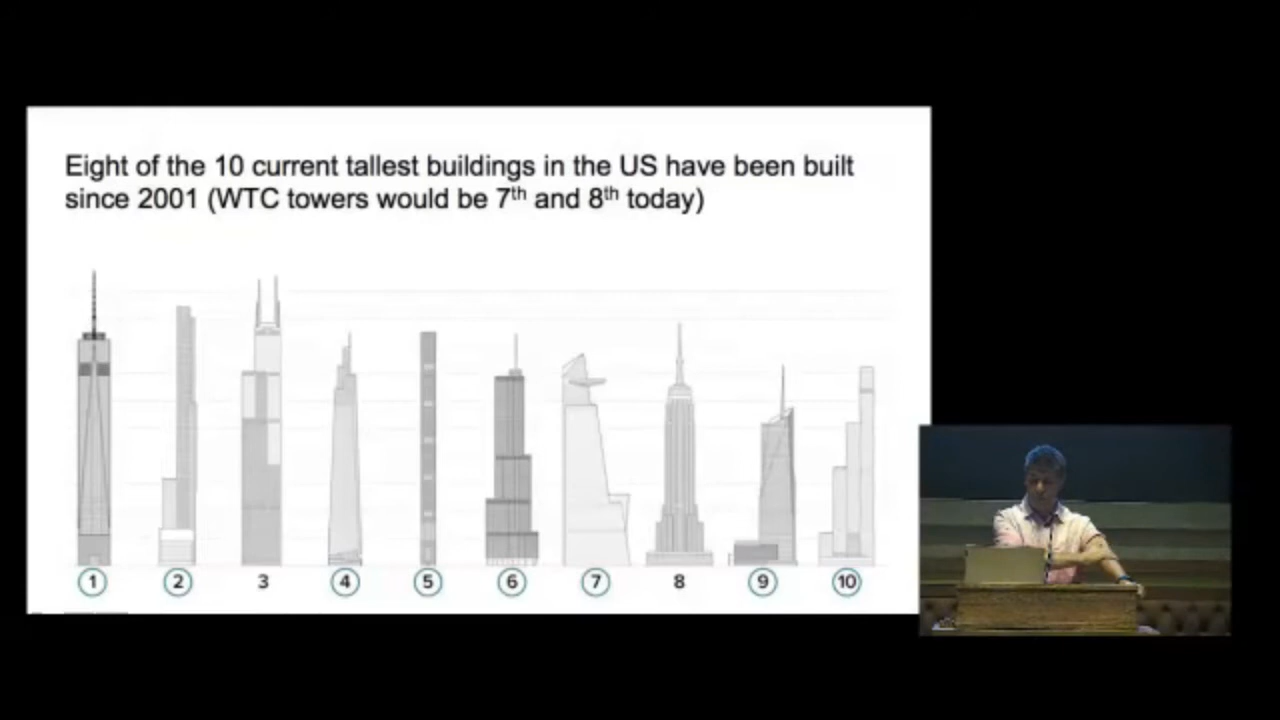 Eight of the 10 current tallest buildings in the US have been built
since 2001 (WTC towers would be 7th and 8th today)
1 2 3 4 5 6 7 8 9 10